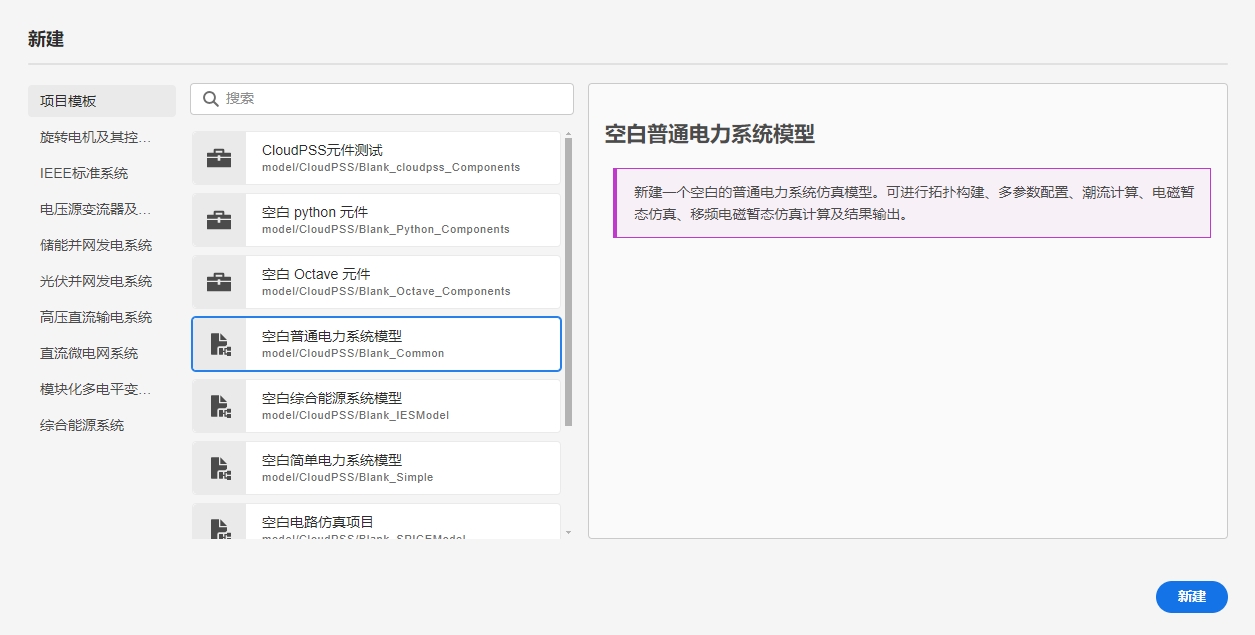 新建
项目模板
旋转电机及其控…
IEEE标准系统
电压源变流器及…
储能并网发电系统
光伏并网发电系统
高压直流输电系统
直流微电网系统
模块化多电平变…
综合能源系统
搜索
CloudPSS元件测试
model/CloudPSS/Blank_cloudpss_Components
空白 python 元件
model/CloudPSS/Blank_Python_Components
空白 Octave 元件
model/CloudPSS/Blank_Octave_Components
空白普通电力系统模型
model/CloudPSS/Blank_Common
空白综合能源系统模型
model/CloudPSS/Blank_IESModel
空白简单电力系统模型
model/CloudPSS/Blank_Simple
空白电路仿真项目
model/CloudPSS/Blank_SPICEModel
空白普通电力系统模型
新建一个空白的普通电力系统仿真模型。可进行拓扑构建、多参数配置、潮流计算、电磁暂
态仿真、移频电磁暂态仿真计算及结果输出。
新建